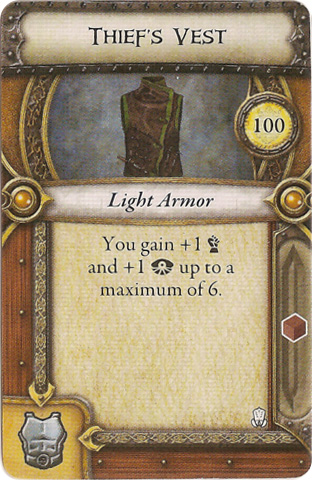 Thief's Vest
100
Light Armor
You gain +1
and +1 up to a
maximum of 6.